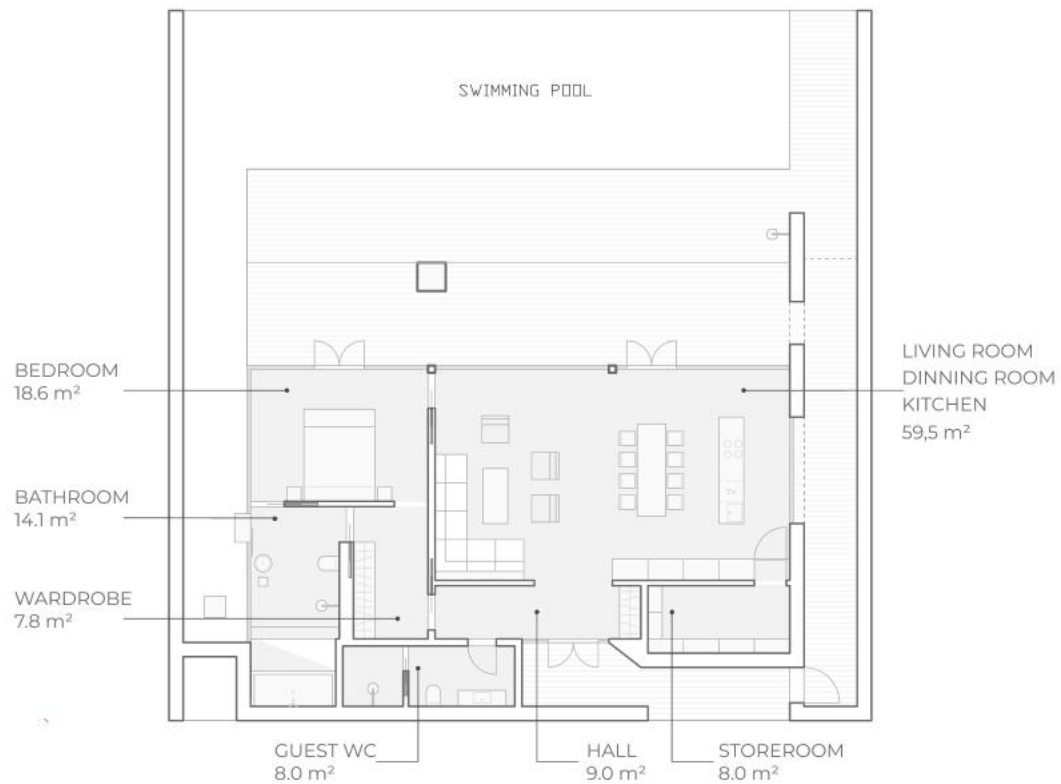 SWIMMING POOL
BEDROOM
18.6 m²
BATHROOM
14.1 m²
WARDROBE
7.8 m²
LIVING ROOM
DINNING ROOM
KITCHEN
59,5 m²
GUEST WC
8.0 m²
HALL
9.0 m²
STOREROOM
8.0 m²